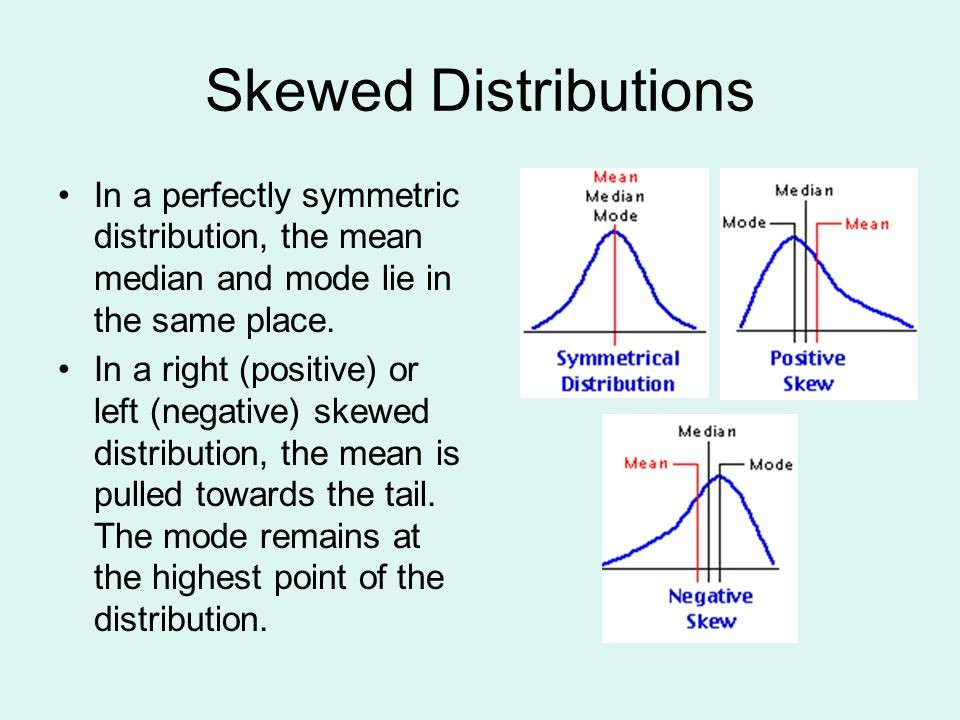 Skewed Distributions
• In a perfectly symmetric
distribution, the mean
median and mode lie in
the same place.
• In a right (positive) or
left (negative) skewed
distribution, the mean is
pulled towards the tail.
The mode remains at
the highest point of the
distribution.
Mean
Median
Mode
Symmetrical
Distribution
Median
Mode
Mean
Positive
Skew
Median
Mean
Mode
Negative
Skew